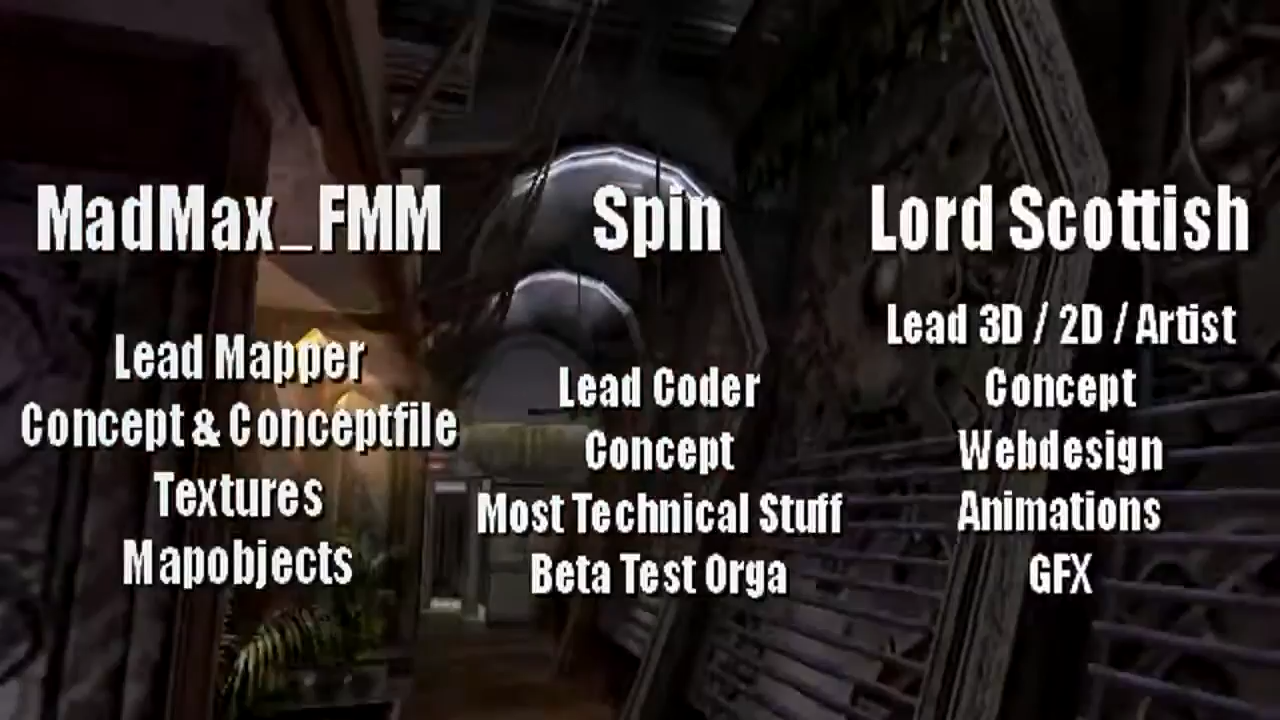 MadMax_FMM
Lead Mapper
Concept & Conceptfile
Textures
Mapobjects
Spin
Lead Coder
Concept
Most Technical Stuff
Beta Test Orga
Lord Scottish
Lead 3D / 2D / Artist
Concept
Webdesign
Animations
GFX